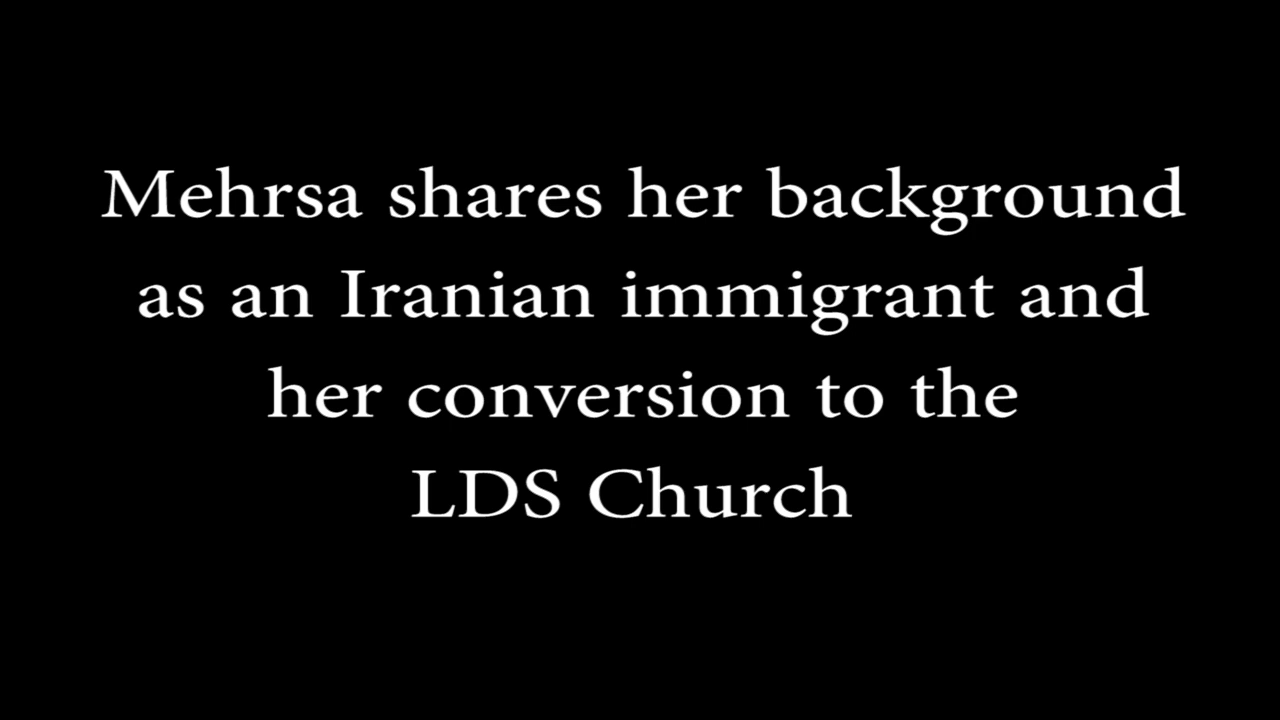 Mehrsa shares her background
as an Iranian immigrant and
her conversion to the
LDS Church